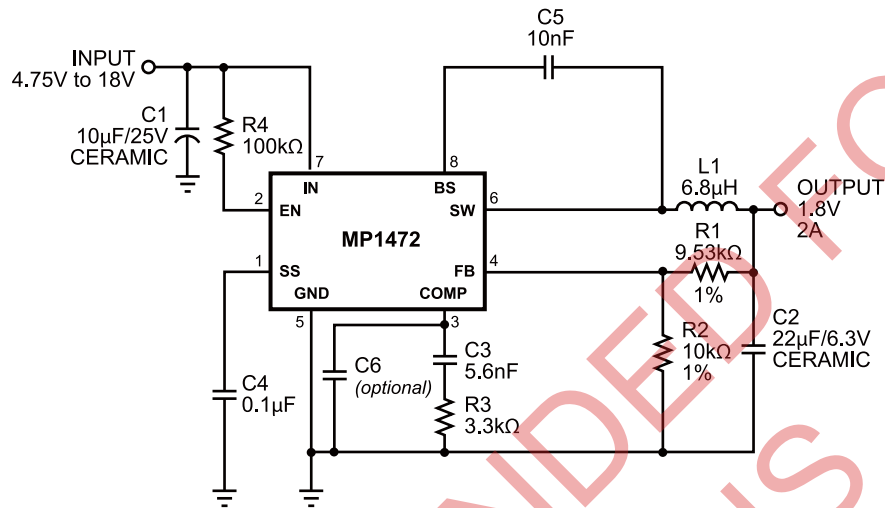 C5
10nF
INPUT
4.75V to 18V
C1
10µF/25V
CERAMIC
R4
100kΩ
7
8
IN
BS
L1
6.8µH
OUTPUT
1.8V
2A
2
EN
SW
6
MP1472
R1
9.53kΩ
1%
1
SS
FB
4
GND
COMP
5
3
C2
22µF/6.3V
CERAMIC
R2
10kΩ
1%
C3
5.6nF
C6
(optional)
C4
0.1µF
R3
3.3kΩ
NDED FO
NS